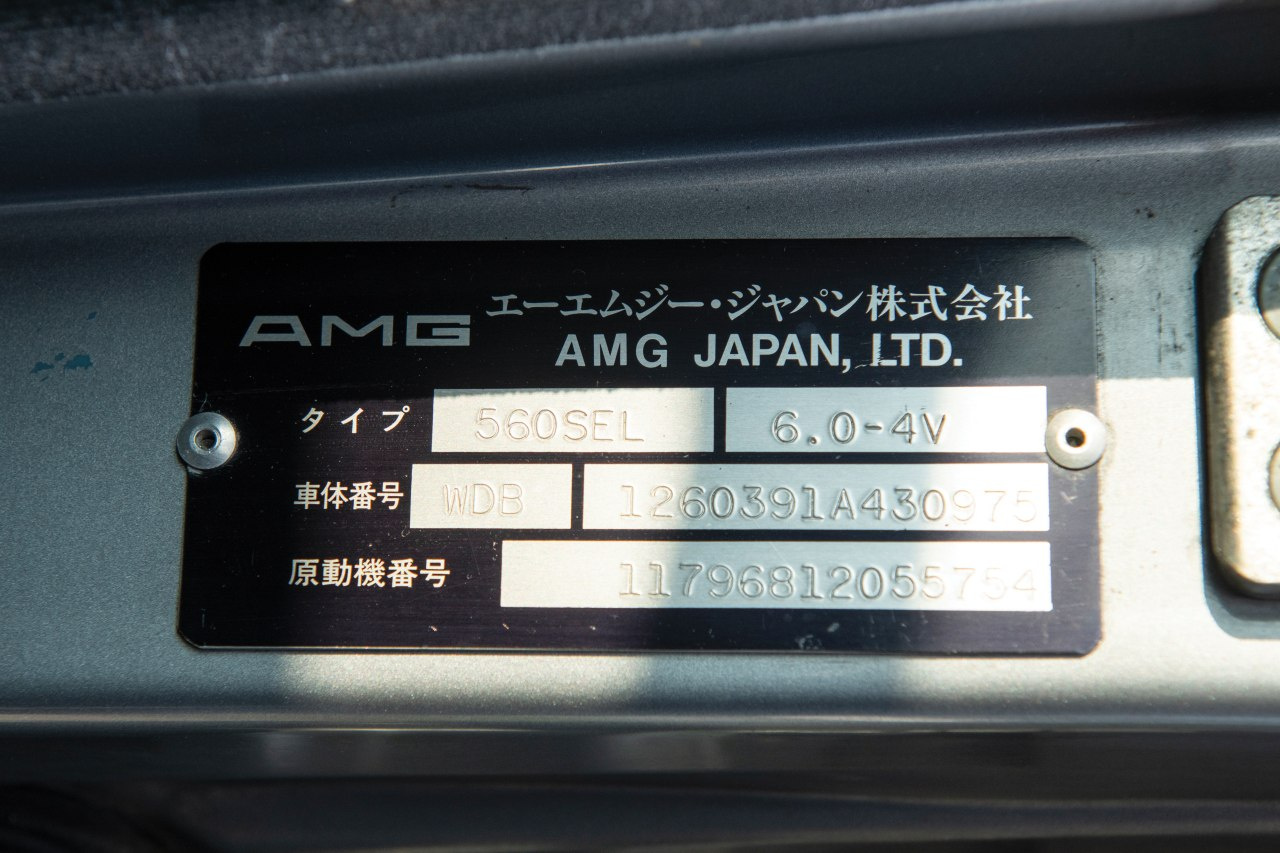 AMG エーエムジー・ジャパン株式会社
AMG JAPAN, LTD.
タイプ 560SEL 6.0-4V
車体番号 WDB 1260391A430975
原動機番号 11796812055754